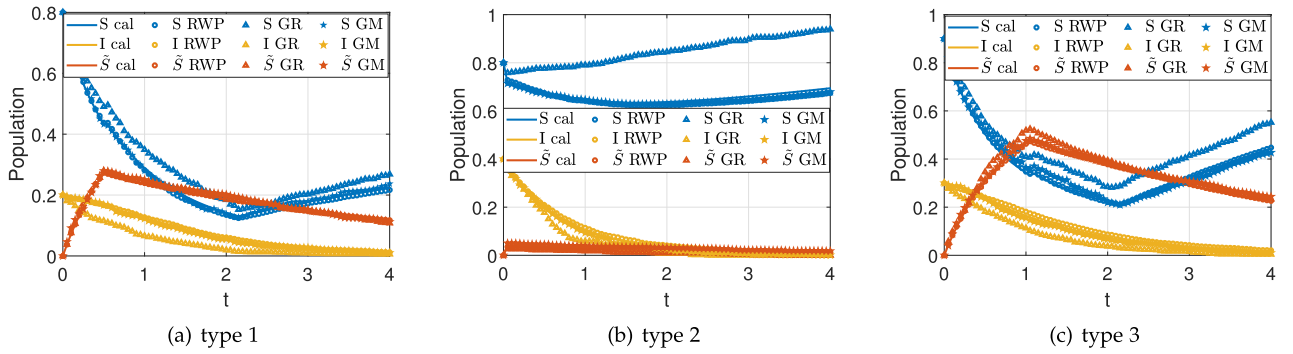 0.8
0.6
0.4
0.2
0
Population
S cal S RWP S GR S GM
I cal I RWP I GR I GM
S̃ cal S̃ RWP S̃ GR S̃ GM
0 1 2 3 4
t
(a) type 1
1
0.8
0.6
0.4
0.2
0
Population
S cal S RWP S GR S GM
I cal I RWP I GR I GM
S̃ cal S̃ RWP S̃ GR S̃ GM
0 1 2 3 4
t
(b) type 2
0.8
0.6
0.4
0.2
0
Population
S cal S RWP S GR S GM
I cal I RWP I GR I GM
S̃ cal S̃ RWP S̃ GR S̃ GM
0 1 2 3 4
t
(c) type 3